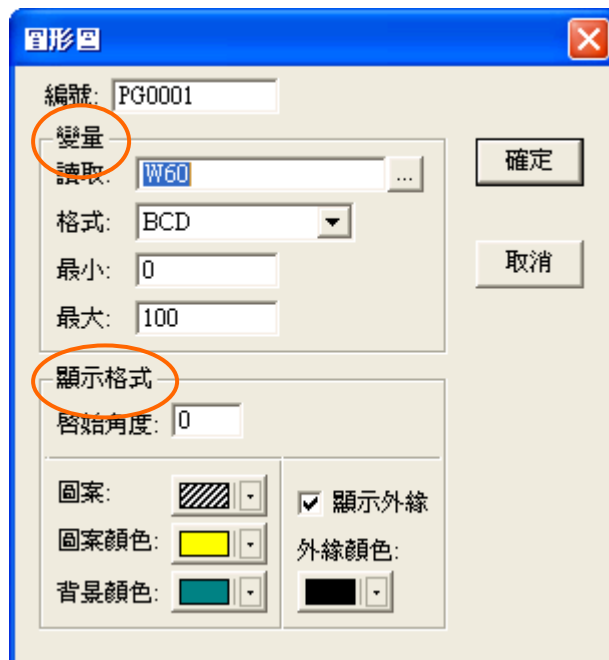 圓形圖
編號: PG0001
變量
讀取: W60 ...
確定
格式: BCD
最小: 0
取消
最大: 100
顯示格式
啓始角度: 0
圖案:
顯示外緣
圖案顏色:
外緣顏色:
背景顏色: